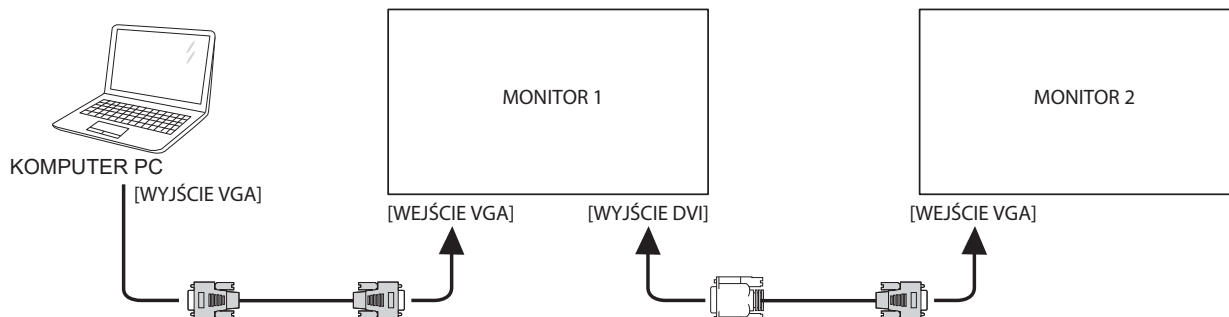 MONITOR 1
MONITOR 2
KOMPUTER PC
[WYJŚCIE VGA]
[WEJŚCIE VGA]
[WYJŚCIE DVI]
[WEJŚCIE VGA]